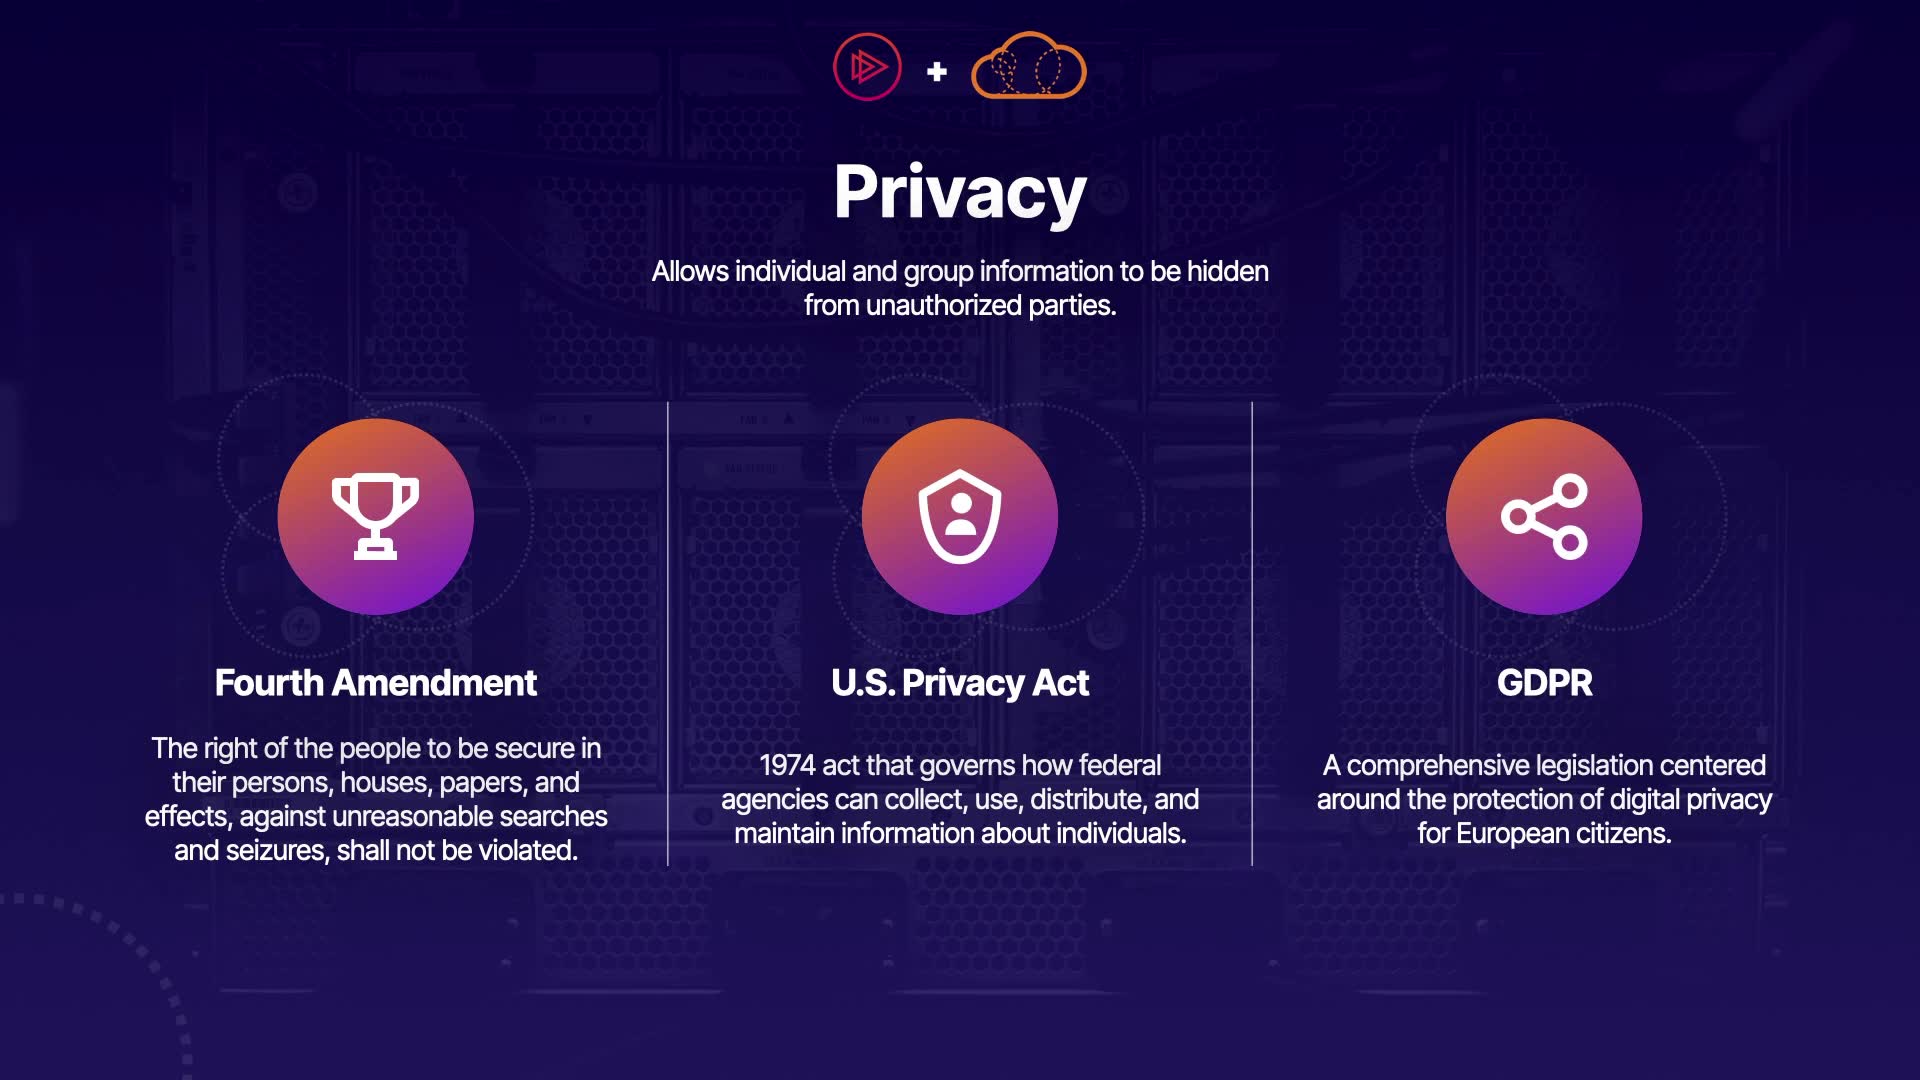 Privacy
Allows individual and group information to be hidden
from unauthorized parties.
Fourth Amendment
The right of the people to be secure in
their persons, houses, papers, and
effects, against unreasonable searches
and seizures, shall not be violated.
U.S. Privacy Act
1974 act that governs how federal
agencies can collect, use, distribute, and
maintain information about individuals.
GDPR
A comprehensive legislation centered
around the protection of digital privacy
for European citizens.